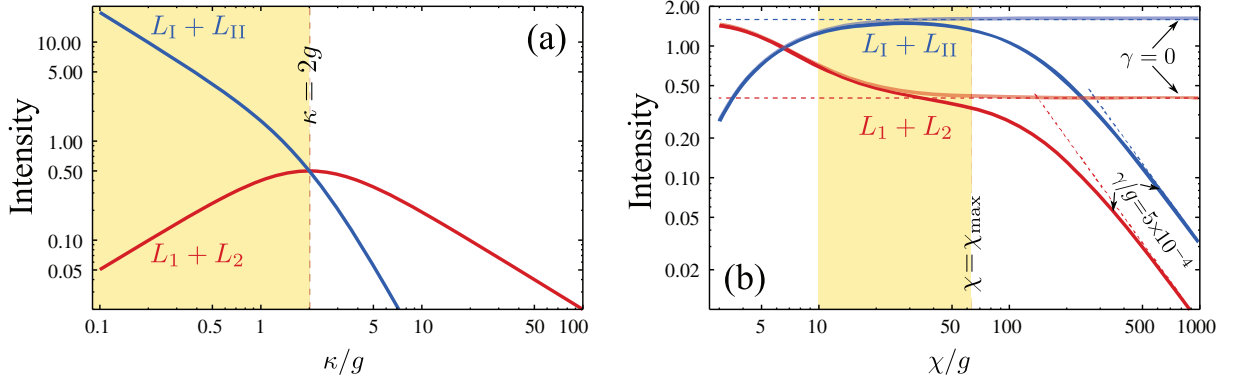 10.00
5.00
1.00
0.50
0.10
0.05
Intensity
0.1
0.5
1
5
10
50
100
κ/g
L_I + L_II
L_1 + L_2
κ = 2g
(a)
2.00
1.00
0.50
0.20
0.10
0.05
0.02
Intensity
5
10
50
100
500
1000
χ/g
L_I + L_II
L_1 + L_2
χ = χ_max
γ = 0
γ/g=5×10⁻⁴
(b)